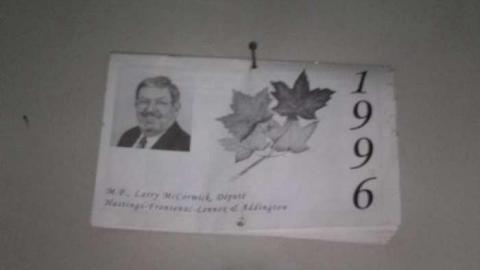 1996
M.P., Larry McCormick, Député
Hastings-Frontenac-Lennox & Addington